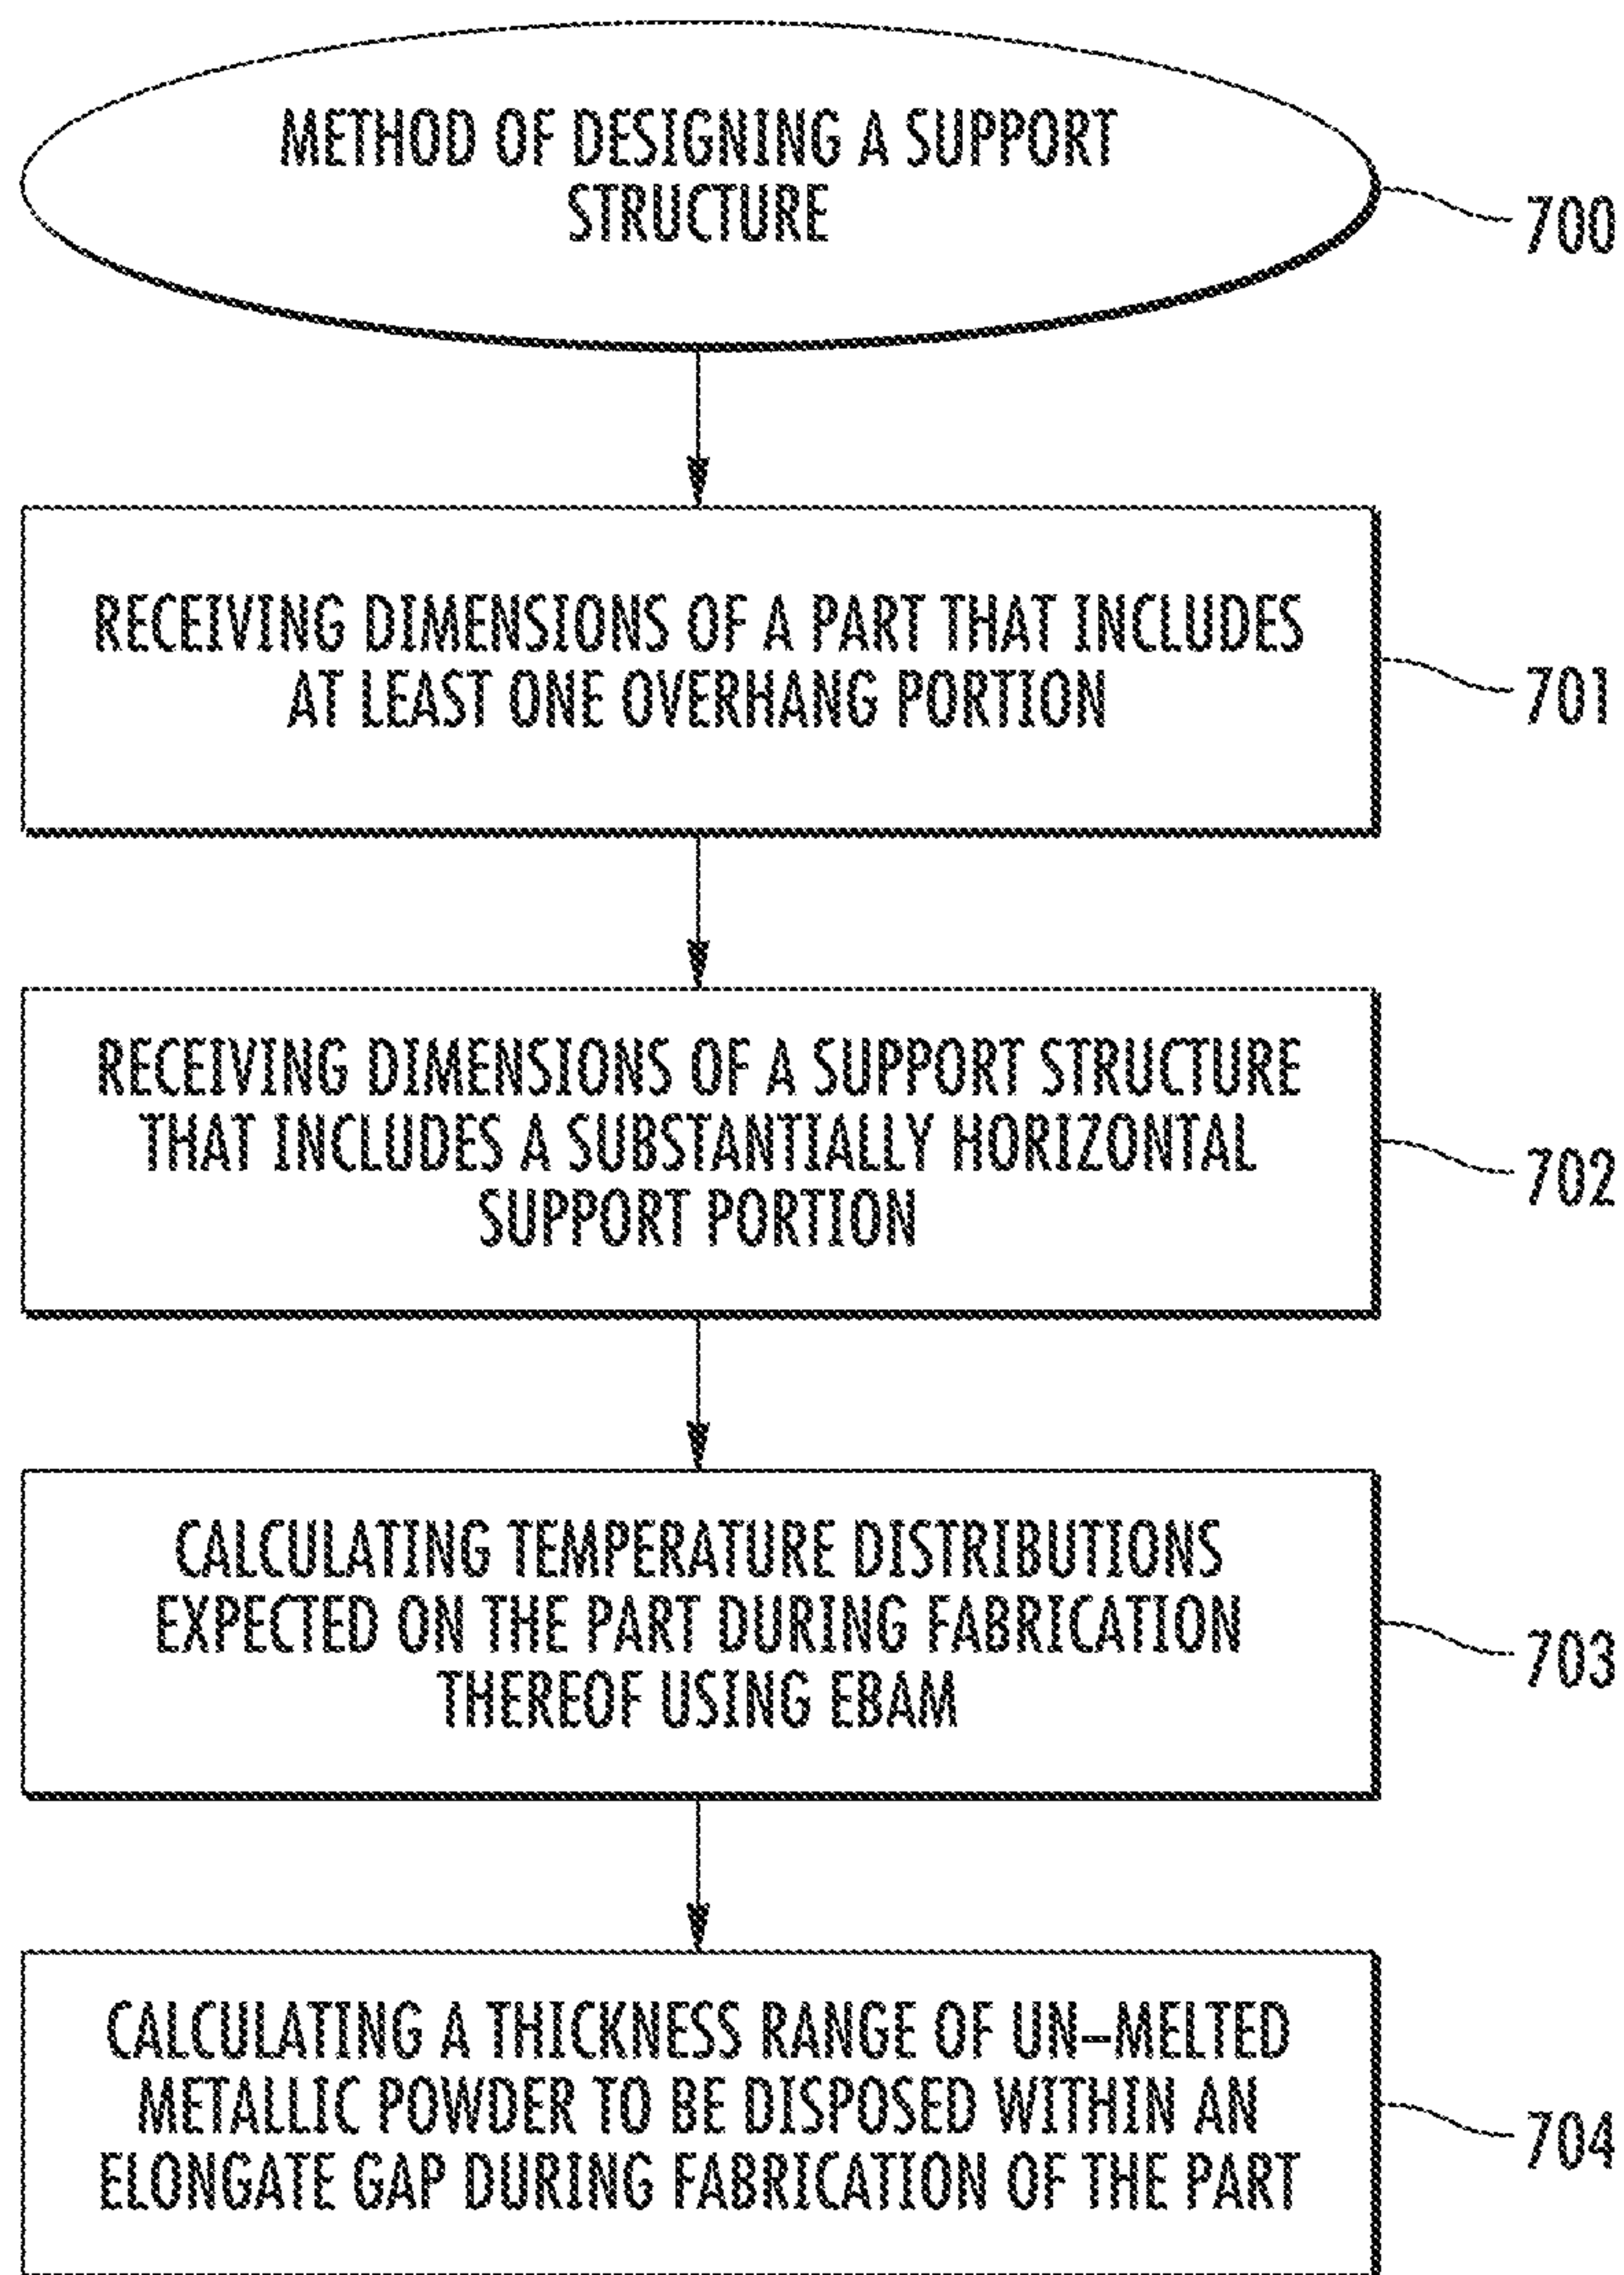 METHOD OF DESIGNING A SUPPORT
STRUCTURE
700
RECEIVING DIMENSIONS OF A PART THAT INCLUDES
AT LEAST ONE OVERHANG PORTION
701
RECEIVING DIMENSIONS OF A SUPPORT STRUCTURE
THAT INCLUDES A SUBSTANTIALLY HORIZONTAL
SUPPORT PORTION
702
CALCULATING TEMPERATURE DISTRIBUTIONS
EXPECTED ON THE PART DURING FABRICATION
THEREOF USING EBAM
703
CALCULATING A THICKNESS RANGE OF UN–MELTED
METALLIC POWDER TO BE DISPOSED WITHIN AN
ELONGATE GAP DURING FABRICATION OF THE PART
704